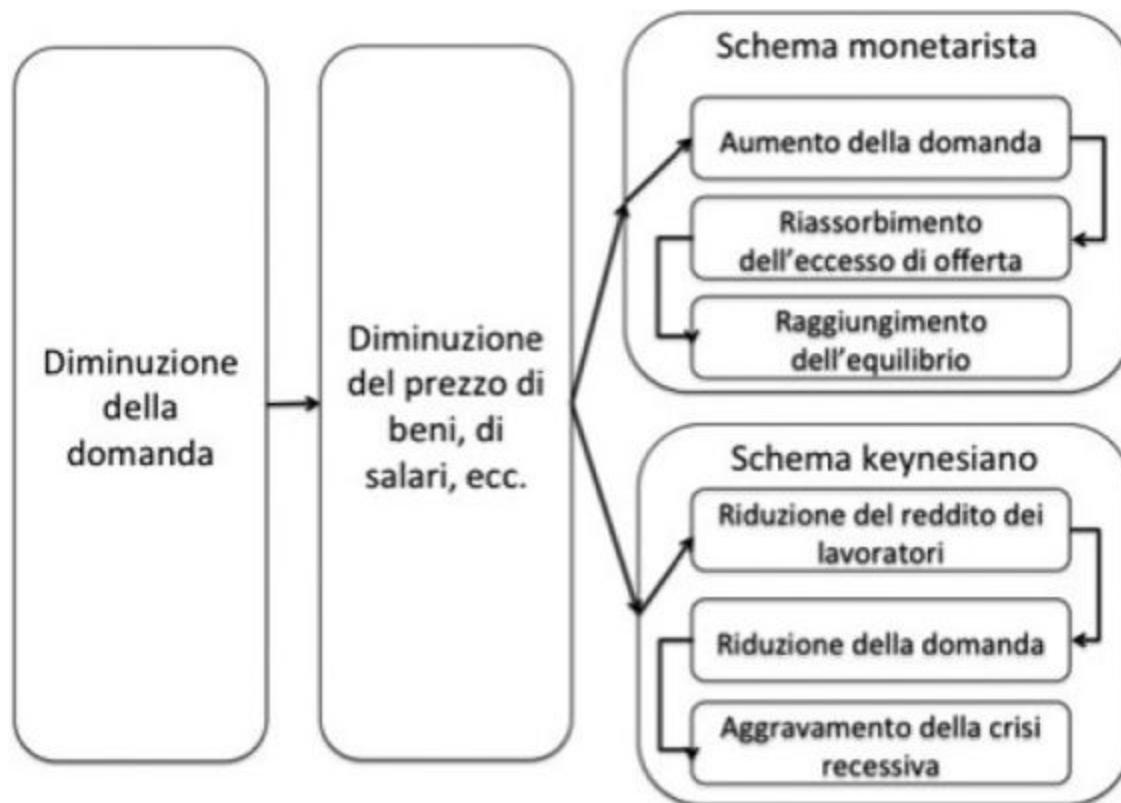 Diminuzione
della
domanda
Diminuzione
del prezzo di
beni, di
salari, ecc.
Schema monetarista
Aumento della domanda
Riassorbimento
dell'eccesso di offerta
Raggiungimento
dell'equilibrio
Schema keynesiano
Riduzione del reddito dei
lavoratori
Riduzione della domanda
Aggravamento della crisi
recessiva